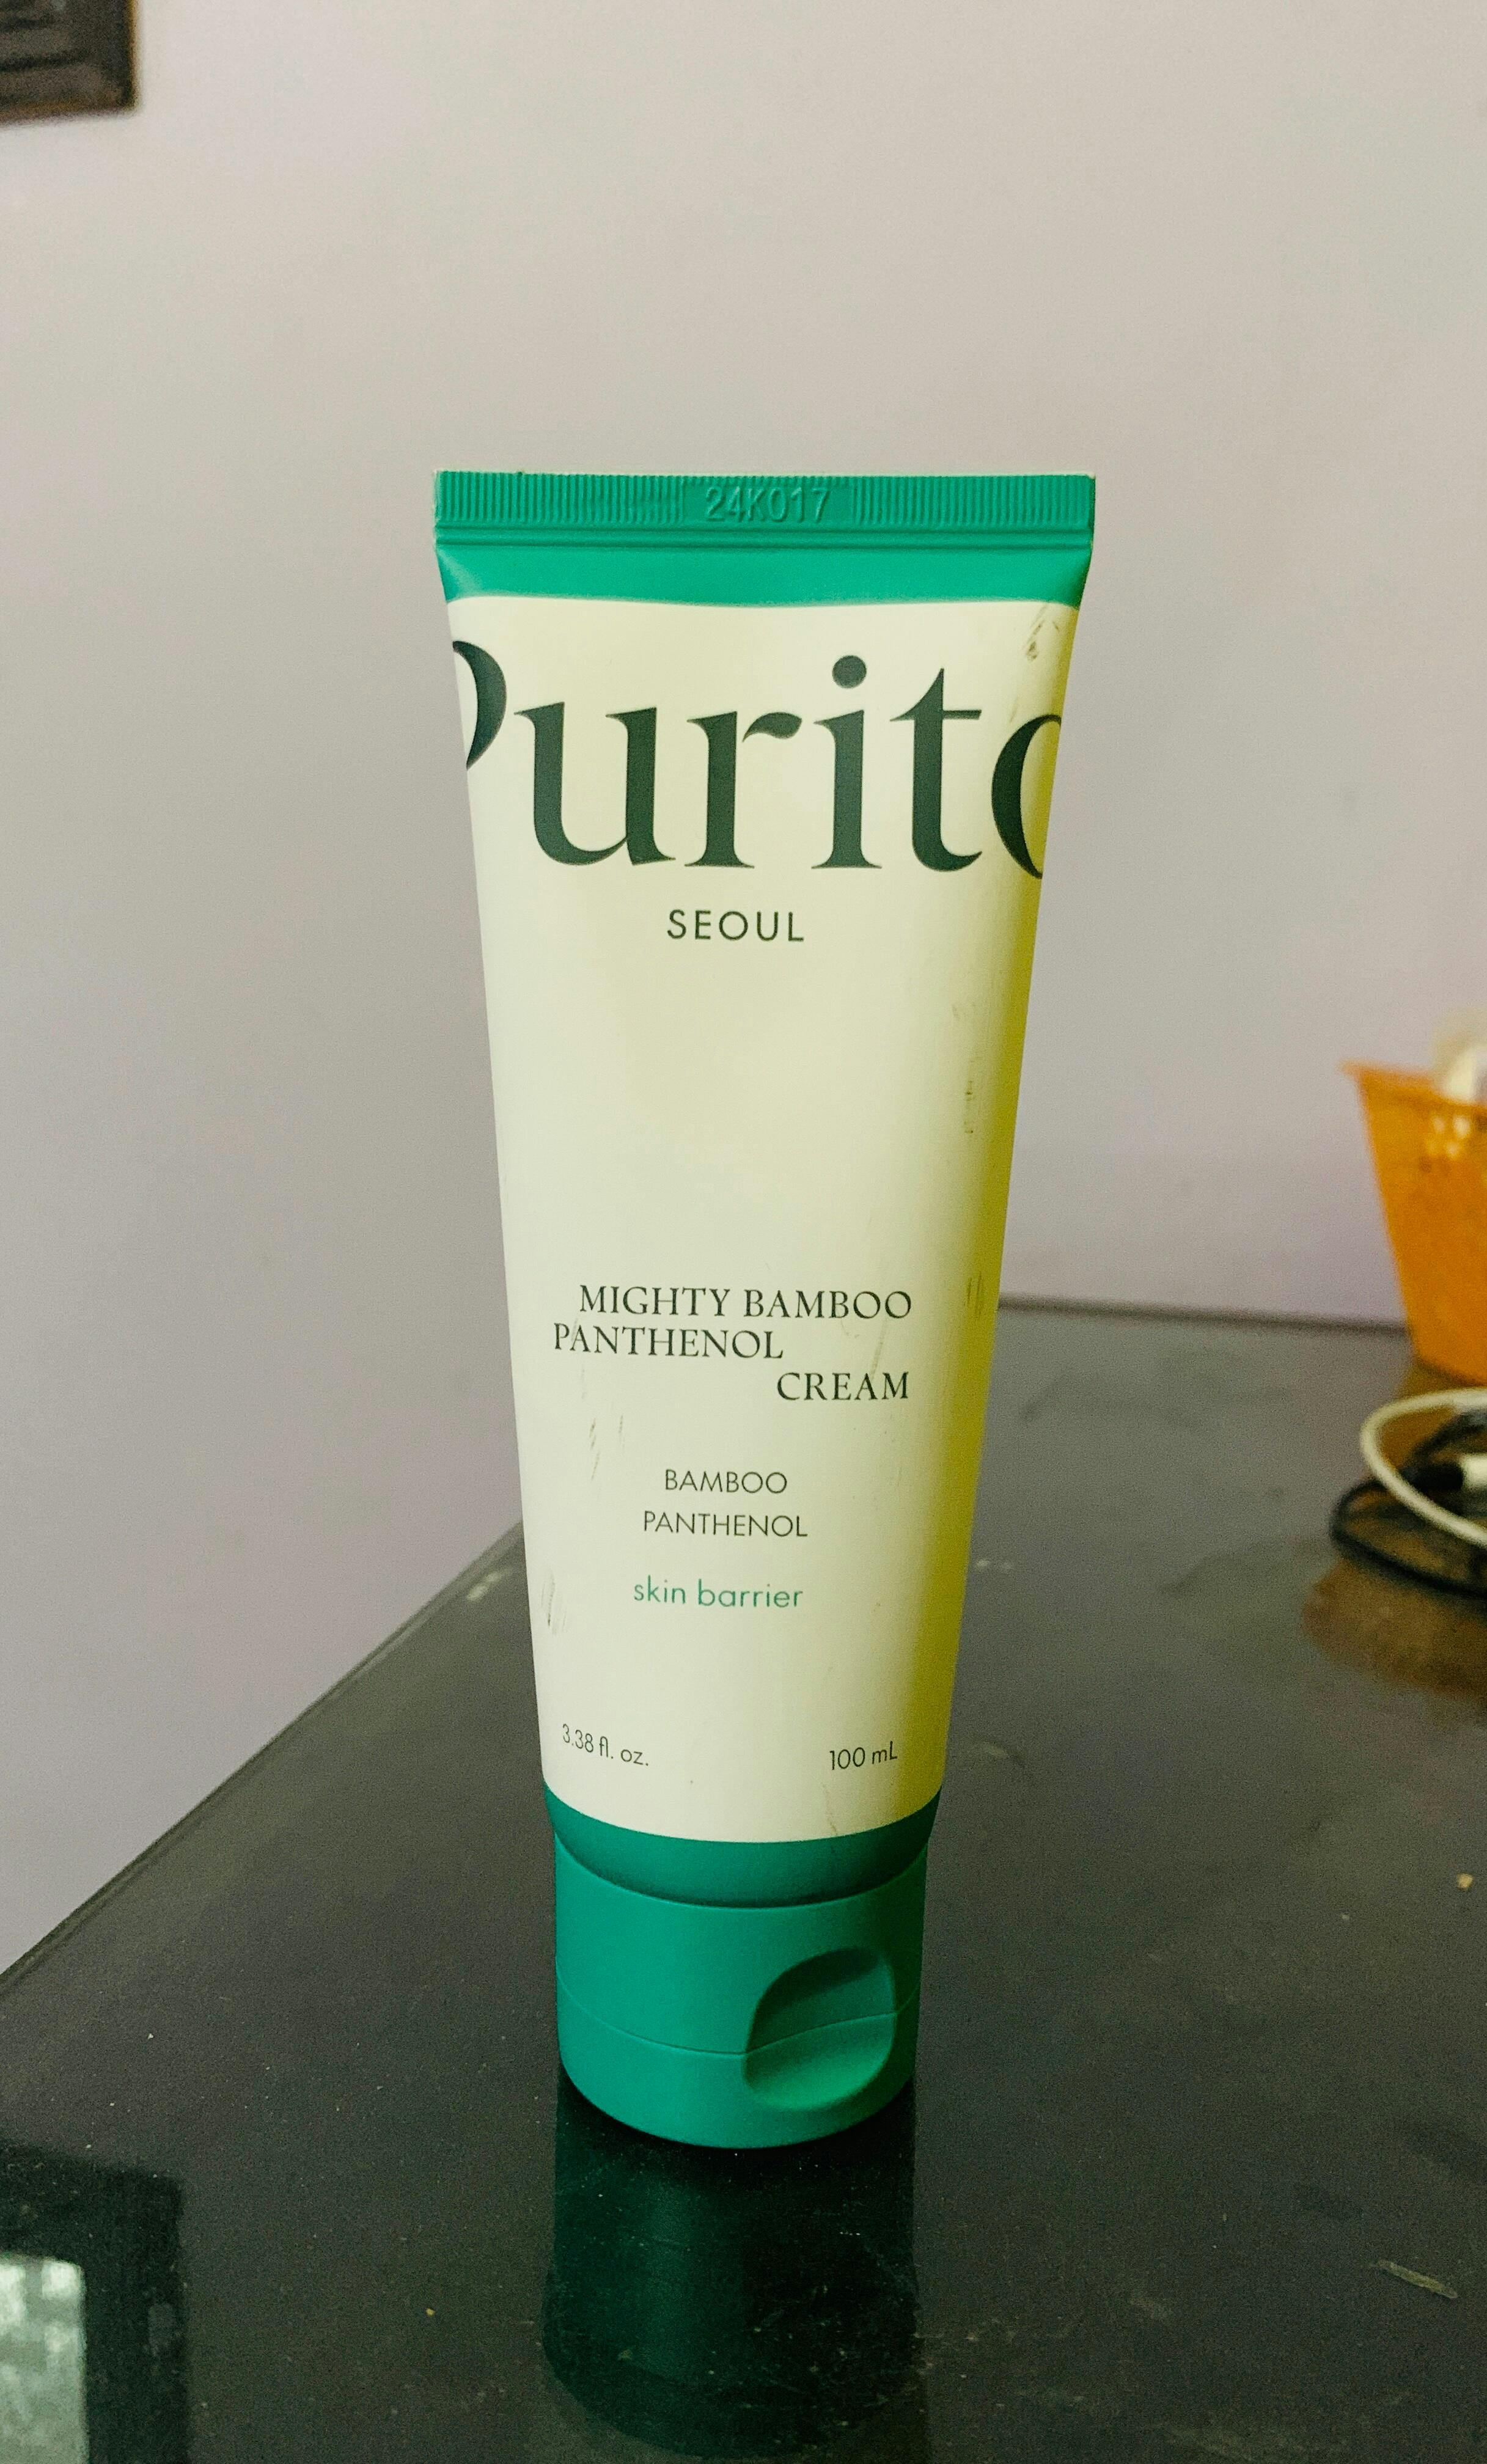 24K017
Purito
SEOUL
MIGHTY BAMBOO
PANTHENOL
CREAM
BAMBOO
PANTHENOL
skin barrier
3.38 fl. oz. 100 mL